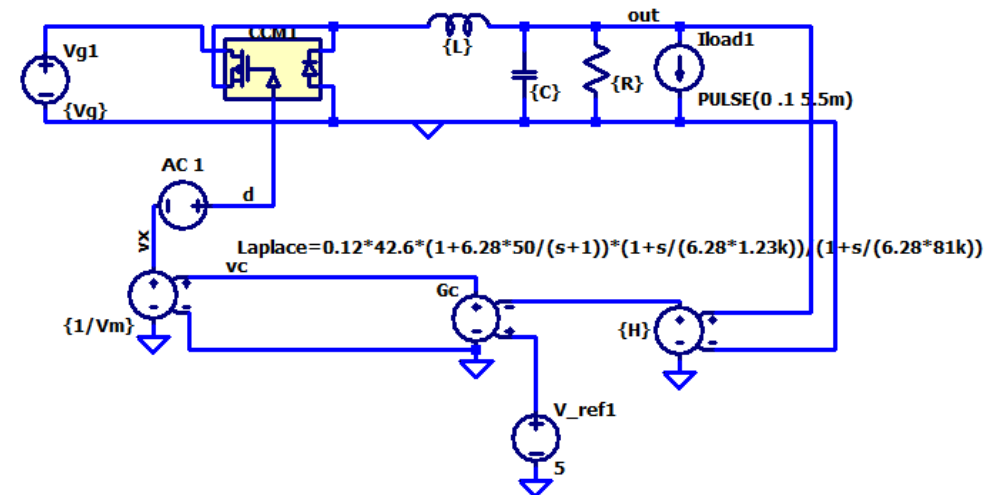 out
Vg1
CCM1
{L}
Iload1
{C}
{R}
{Vg}
PULSE(0 .1 5.5m)
AC 1
d
vx
Laplace=0.12*42.6*(1+6.28*50/(s+1))*(1+s/(6.28*1.23k))/(1+s/(6.28*81k))
vc
Gc
{1/Vm}
{H}
V_ref1
5